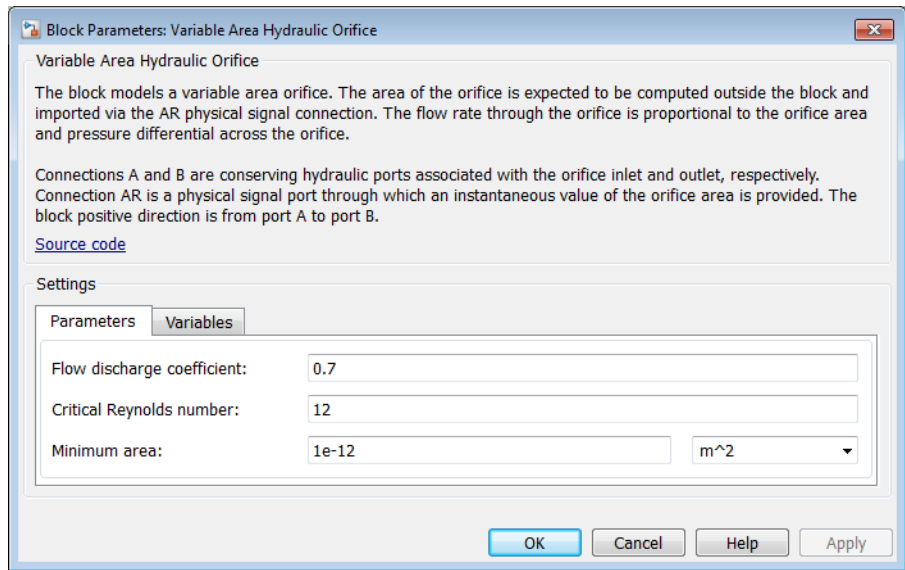 Block Parameters: Variable Area Hydraulic Orifice
Variable Area Hydraulic Orifice
The block models a variable area orifice. The area of the orifice is expected to be computed outside the block and
imported via the AR physical signal connection. The flow rate through the orifice is proportional to the orifice area
and pressure differential across the orifice.
Connections A and B are conserving hydraulic ports associated with the orifice inlet and outlet, respectively.
Connection AR is a physical signal port through which an instantaneous value of the orifice area is provided. The
block positive direction is from port A to port B.
Source code
Settings
Parameters Variables
Flow discharge coefficient: 0.7
Critical Reynolds number: 12
Minimum area: 1e-12 m^2
OK Cancel Help Apply